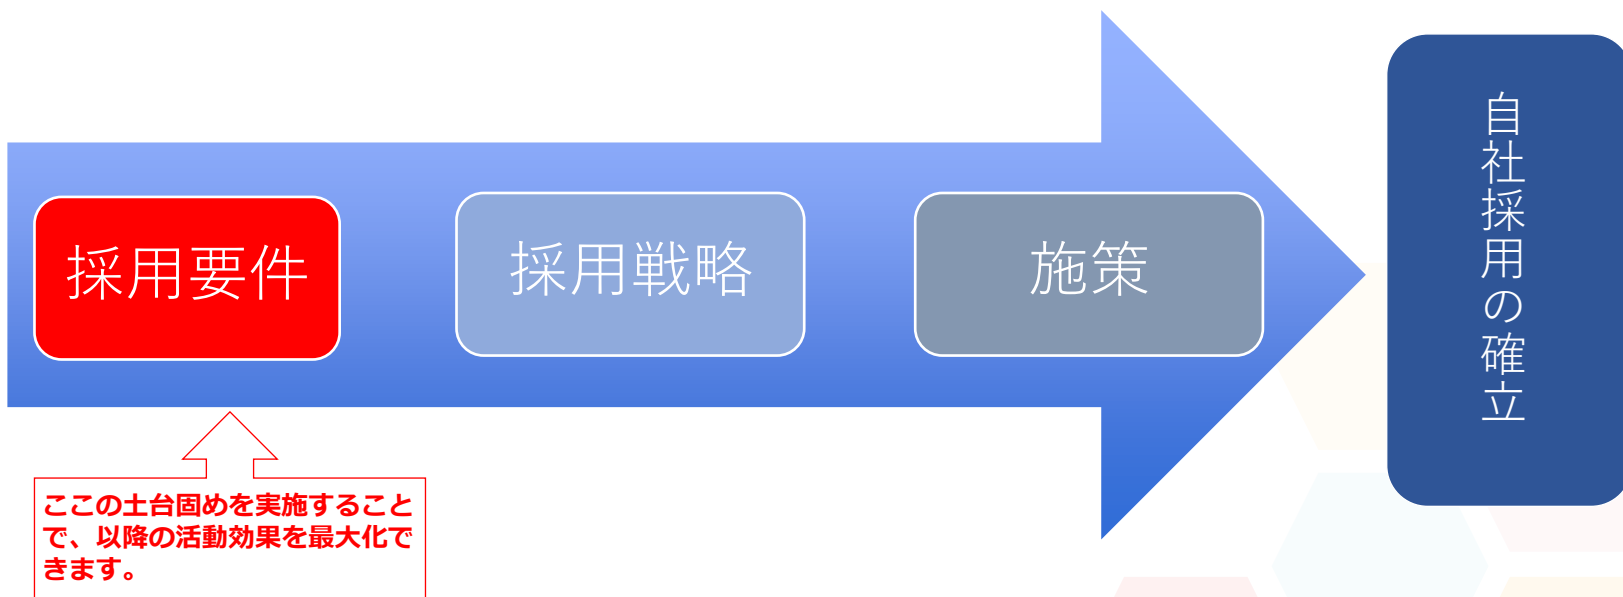 採用要件
採用戦略
施策
自社採用の確立
ここの土台固めを実施すること
で、以降の活動効果を最大化で
きます。